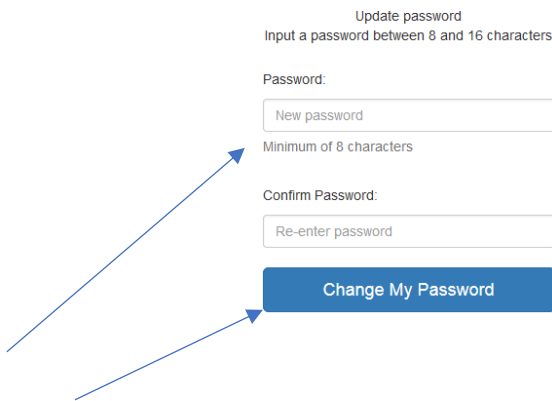 Update password
Input a password between 8 and 16 characters
Password:
New password
Minimum of 8 characters
Confirm Password:
Re-enter password
Change My Password